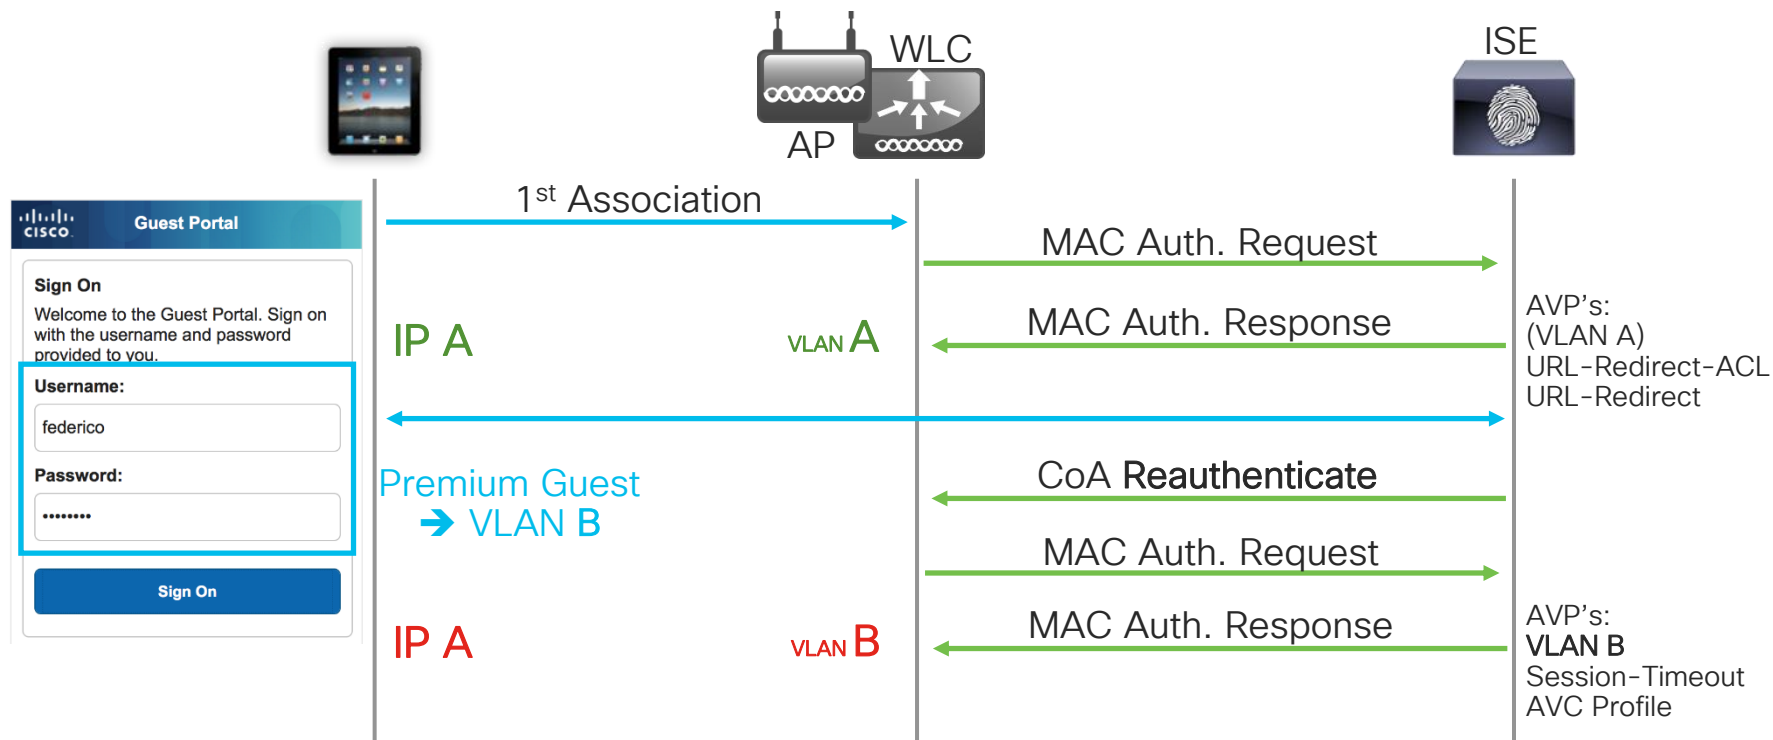 WLC
ISE
AP
1st Association
CISCO
Guest Portal
MAC Auth. Request
Sign On
Welcome to the Guest Portal. Sign on
with the username and password
provided to you.
IP A
VLAN A
MAC Auth. Response
AVP's:
(VLAN A)
URL-Redirect-ACL
URL-Redirect
Username:
federico
Password:
••••••••
Premium Guest
➔ VLAN B
CoA Reauthenticate
MAC Auth. Request
Sign On
IP A
VLAN B
MAC Auth. Response
AVP's:
VLAN B
Session-Timeout
AVC Profile